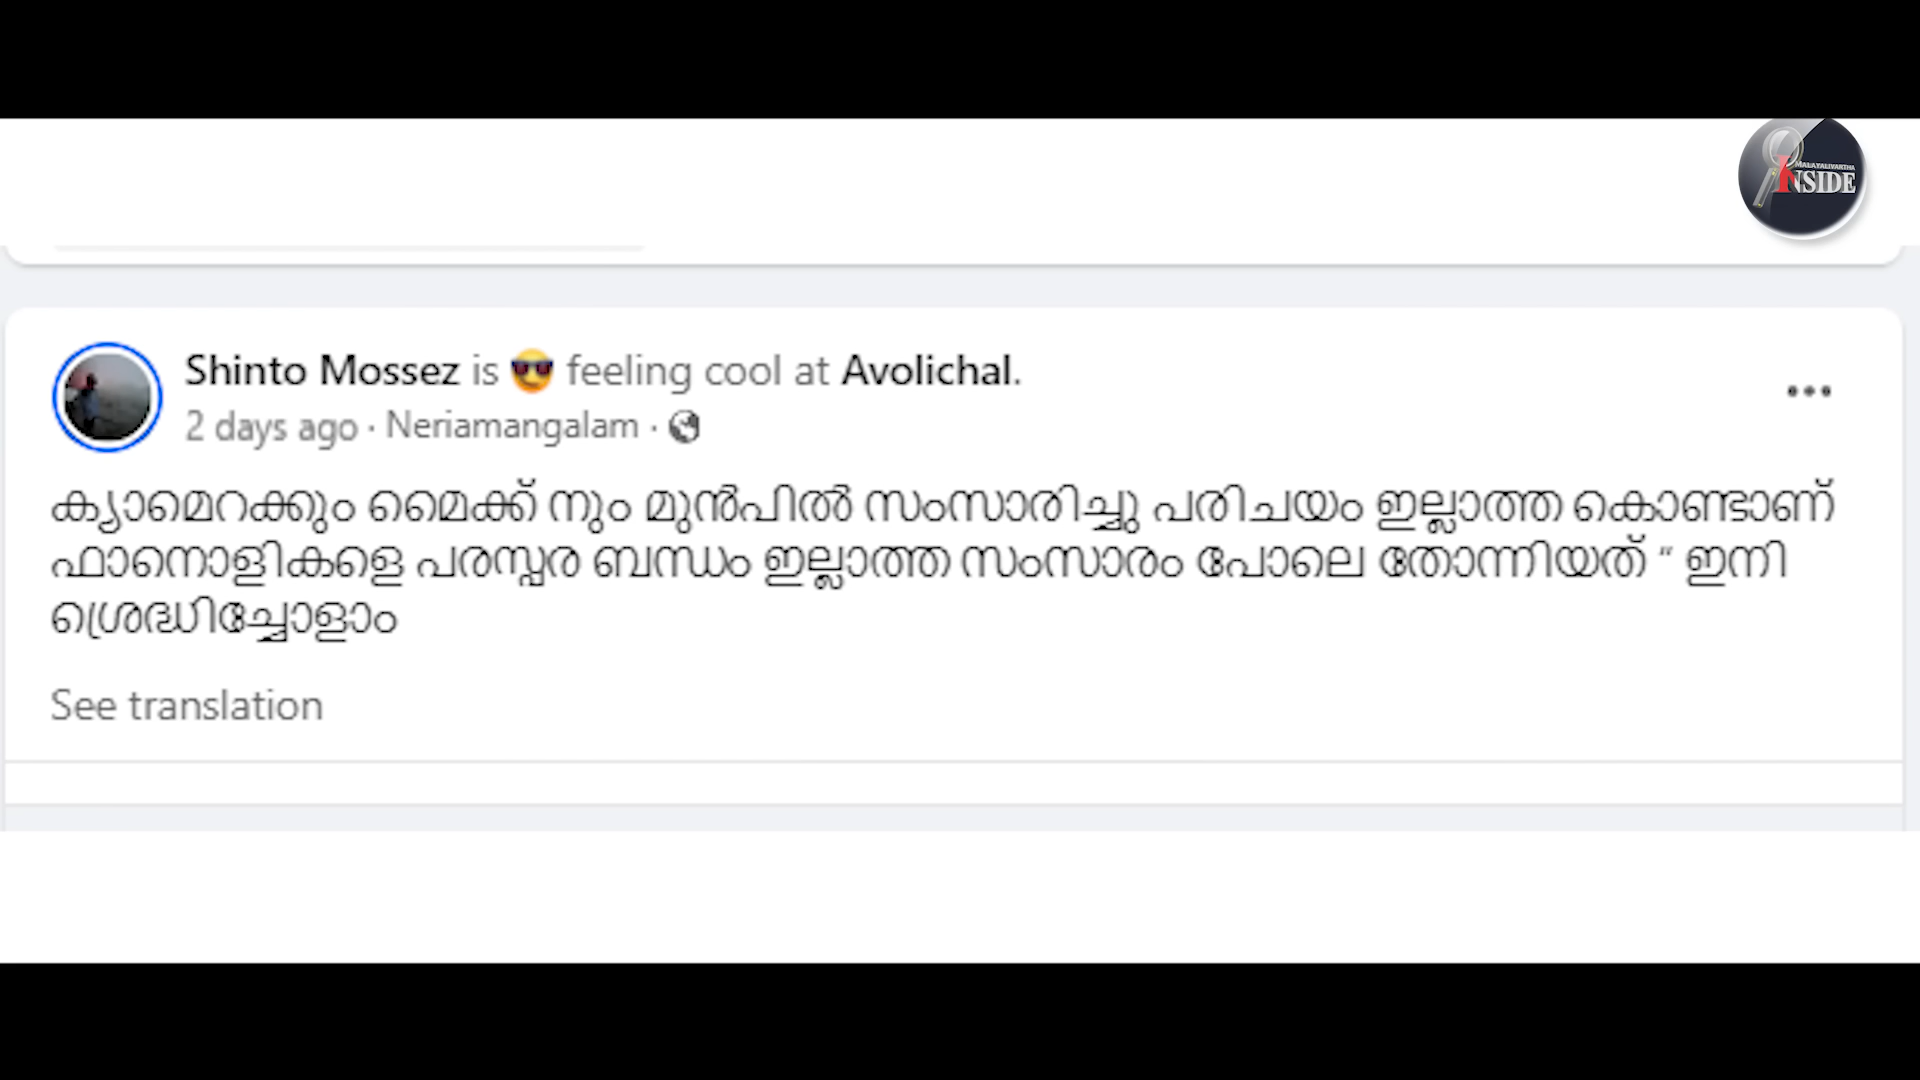 MALAYALIVARTHA
INSIDE
Shinto Mossez is 😎 feeling cool at Avolichal.
2 days ago · Neriamangalam ·
ക്യാമെറക്കും മൈക്ക് നും മുൻപിൽ സംസാരിച്ചു പരിചയം ഇല്ലാത്ത കൊണ്ടാണ്
ഫാനൊളികളെ പരസ്പര ബന്ധം ഇല്ലാത്ത സംസാരം പോലെ തോന്നിയത് “ ഇനി
ശ്രെദ്ധിച്ചോളാം
See translation